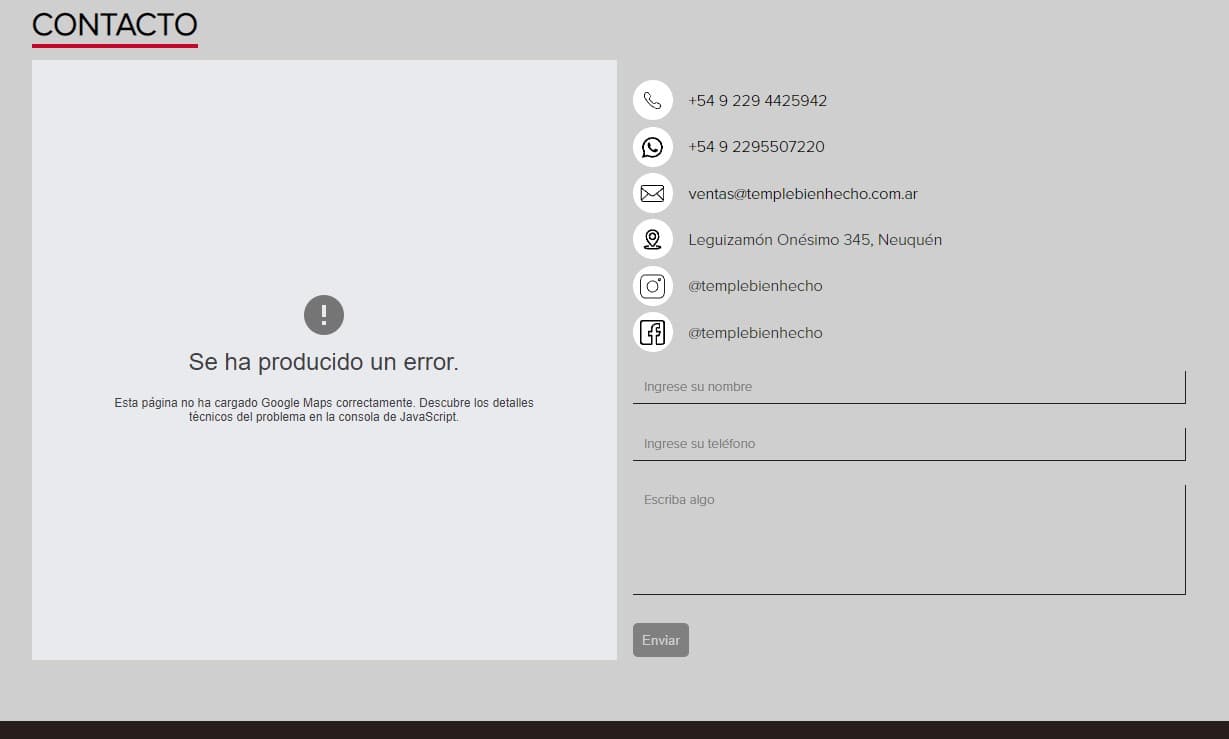 CONTACTO
Se ha producido un error.
Esta página no ha cargado Google Maps correctamente. Descubre los detalles
técnicos del problema en la consola de JavaScript.
+54 9 229 4425942
+54 9 2295507220
ventas@templebienhecho.com.ar
Leguizamón Onésimo 345, Neuquén
@templebienhecho
@templebienhecho
Ingrese su nombre
Ingrese su teléfono
Escriba algo
Enviar